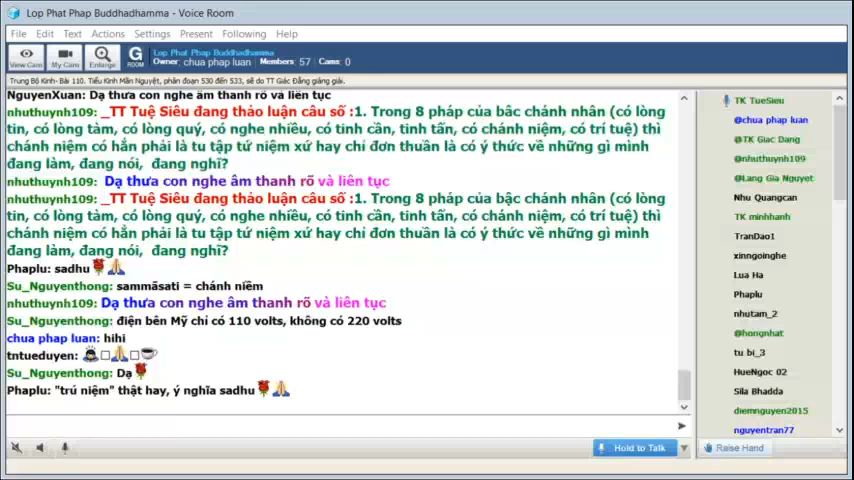 Lop Phat Phap Buddhadhamma - Voice Room
File Edit Text Actions Settings Present Following Help
View Cam My Cam Enlarge G ROOM
Lop Phat Phap Buddhadhamma
Owner: chua phap luan | Members: 57 | Cams: 0
Trung Bộ Kinh- Bài 110. Tiểu Kinh Mãn Nguyệt, phân đoạn 530 đến 533, sẽ do TT Giác Đẳng giảng giải.
NguyenXuan: Dạ thưa con nghe âm thanh rõ và liên tục
nhuthuynh109: _TT Tuệ Siêu đang thảo luận câu số :1. Trong 8 pháp của bâc chánh nhân (có lòng
tin, có lòng tàm, có lòng quý, có nghe nhiều, có tinh cần, tinh tấn, có chánh niệm, có trí tuệ) thì
chánh niệm có hẳn phải là tu tập tứ niệm xứ hay chỉ đơn thuần là có ý thức về những gì mình
đang làm, đang nói,  đang nghĩ?
nhuthuynh109:  Dạ thưa con nghe âm thanh rõ và liên tục
nhuthuynh109: _TT Tuệ Siêu đang thảo luận câu số :1. Trong 8 pháp của bậc chánh nhân (có lòng
tin, có lòng tàm, có lòng quý, có nghe nhiều, có tinh cần, tinh tấn, có chánh niệm, có trí tuệ) thì
chánh niệm có hẳn phải là tu tập tứ niệm xứ hay chỉ đơn thuần là có ý thức về những gì mình
đang làm, đang nói,  đang nghĩ?
Phaplu: sadhu🌹🙏
Su_Nguyenthong: sammāsati = chánh niềm
nhuthuynh109: Dạ thưa con nghe âm thanh rõ và liên tục
Su_Nguyenthong: điện bên Mỹ chỉ có 110 volts, không có 220 volts
chua phap luan: hihi
tntueduyen:
Su_Nguyenthong: Dạ🌹
Phaplu: "trú niệm" thật hay, ý nghĩa sadhu🌹🙏
TK TueSieu
@chua phap luan
@TK Giac Dang
@nhuthuynh109
@Lang Gia Nguyet
Nhu Quangcan
TK minhhanh
TranDao1
xinngoinghe
Lua Ha
Phaplu
nhutam_2
@hongnhat
tu bi_3
HueNgoc 02
Sila Bhadda
diemnguyen2015
nguyentran77
Hold to Talk
Raise Hand